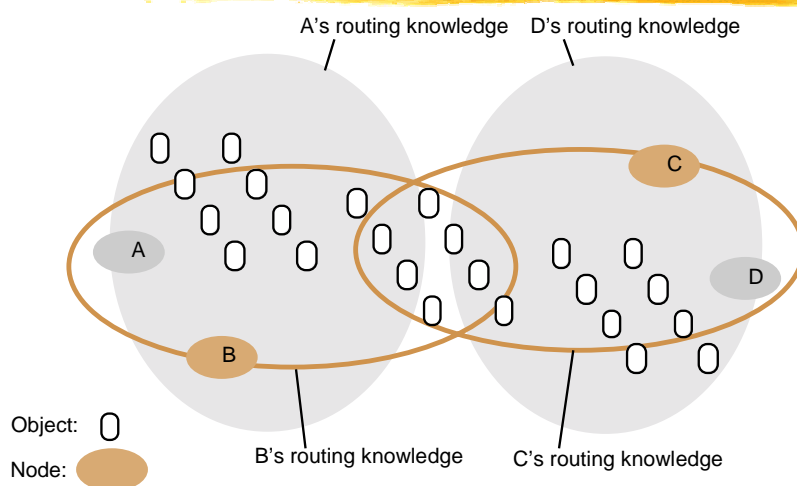 A's routing knowledge
D's routing knowledge
C
A
D
B
Object:
B's routing knowledge
C's routing knowledge
Node: